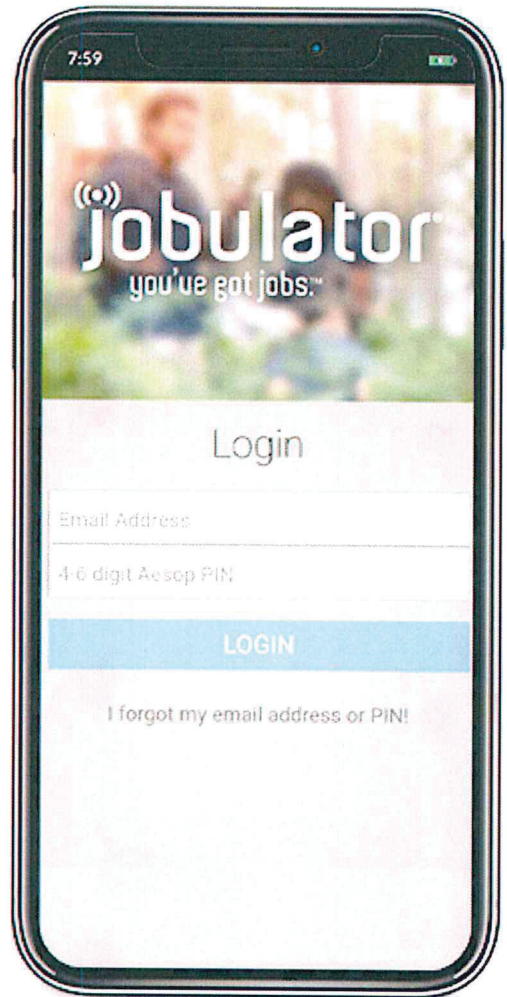 7:59
jobulator®
you've got jobs.™
Login
Email Address
4-6 digit Aesop PIN
LOGIN
I forgot my email address or PIN!